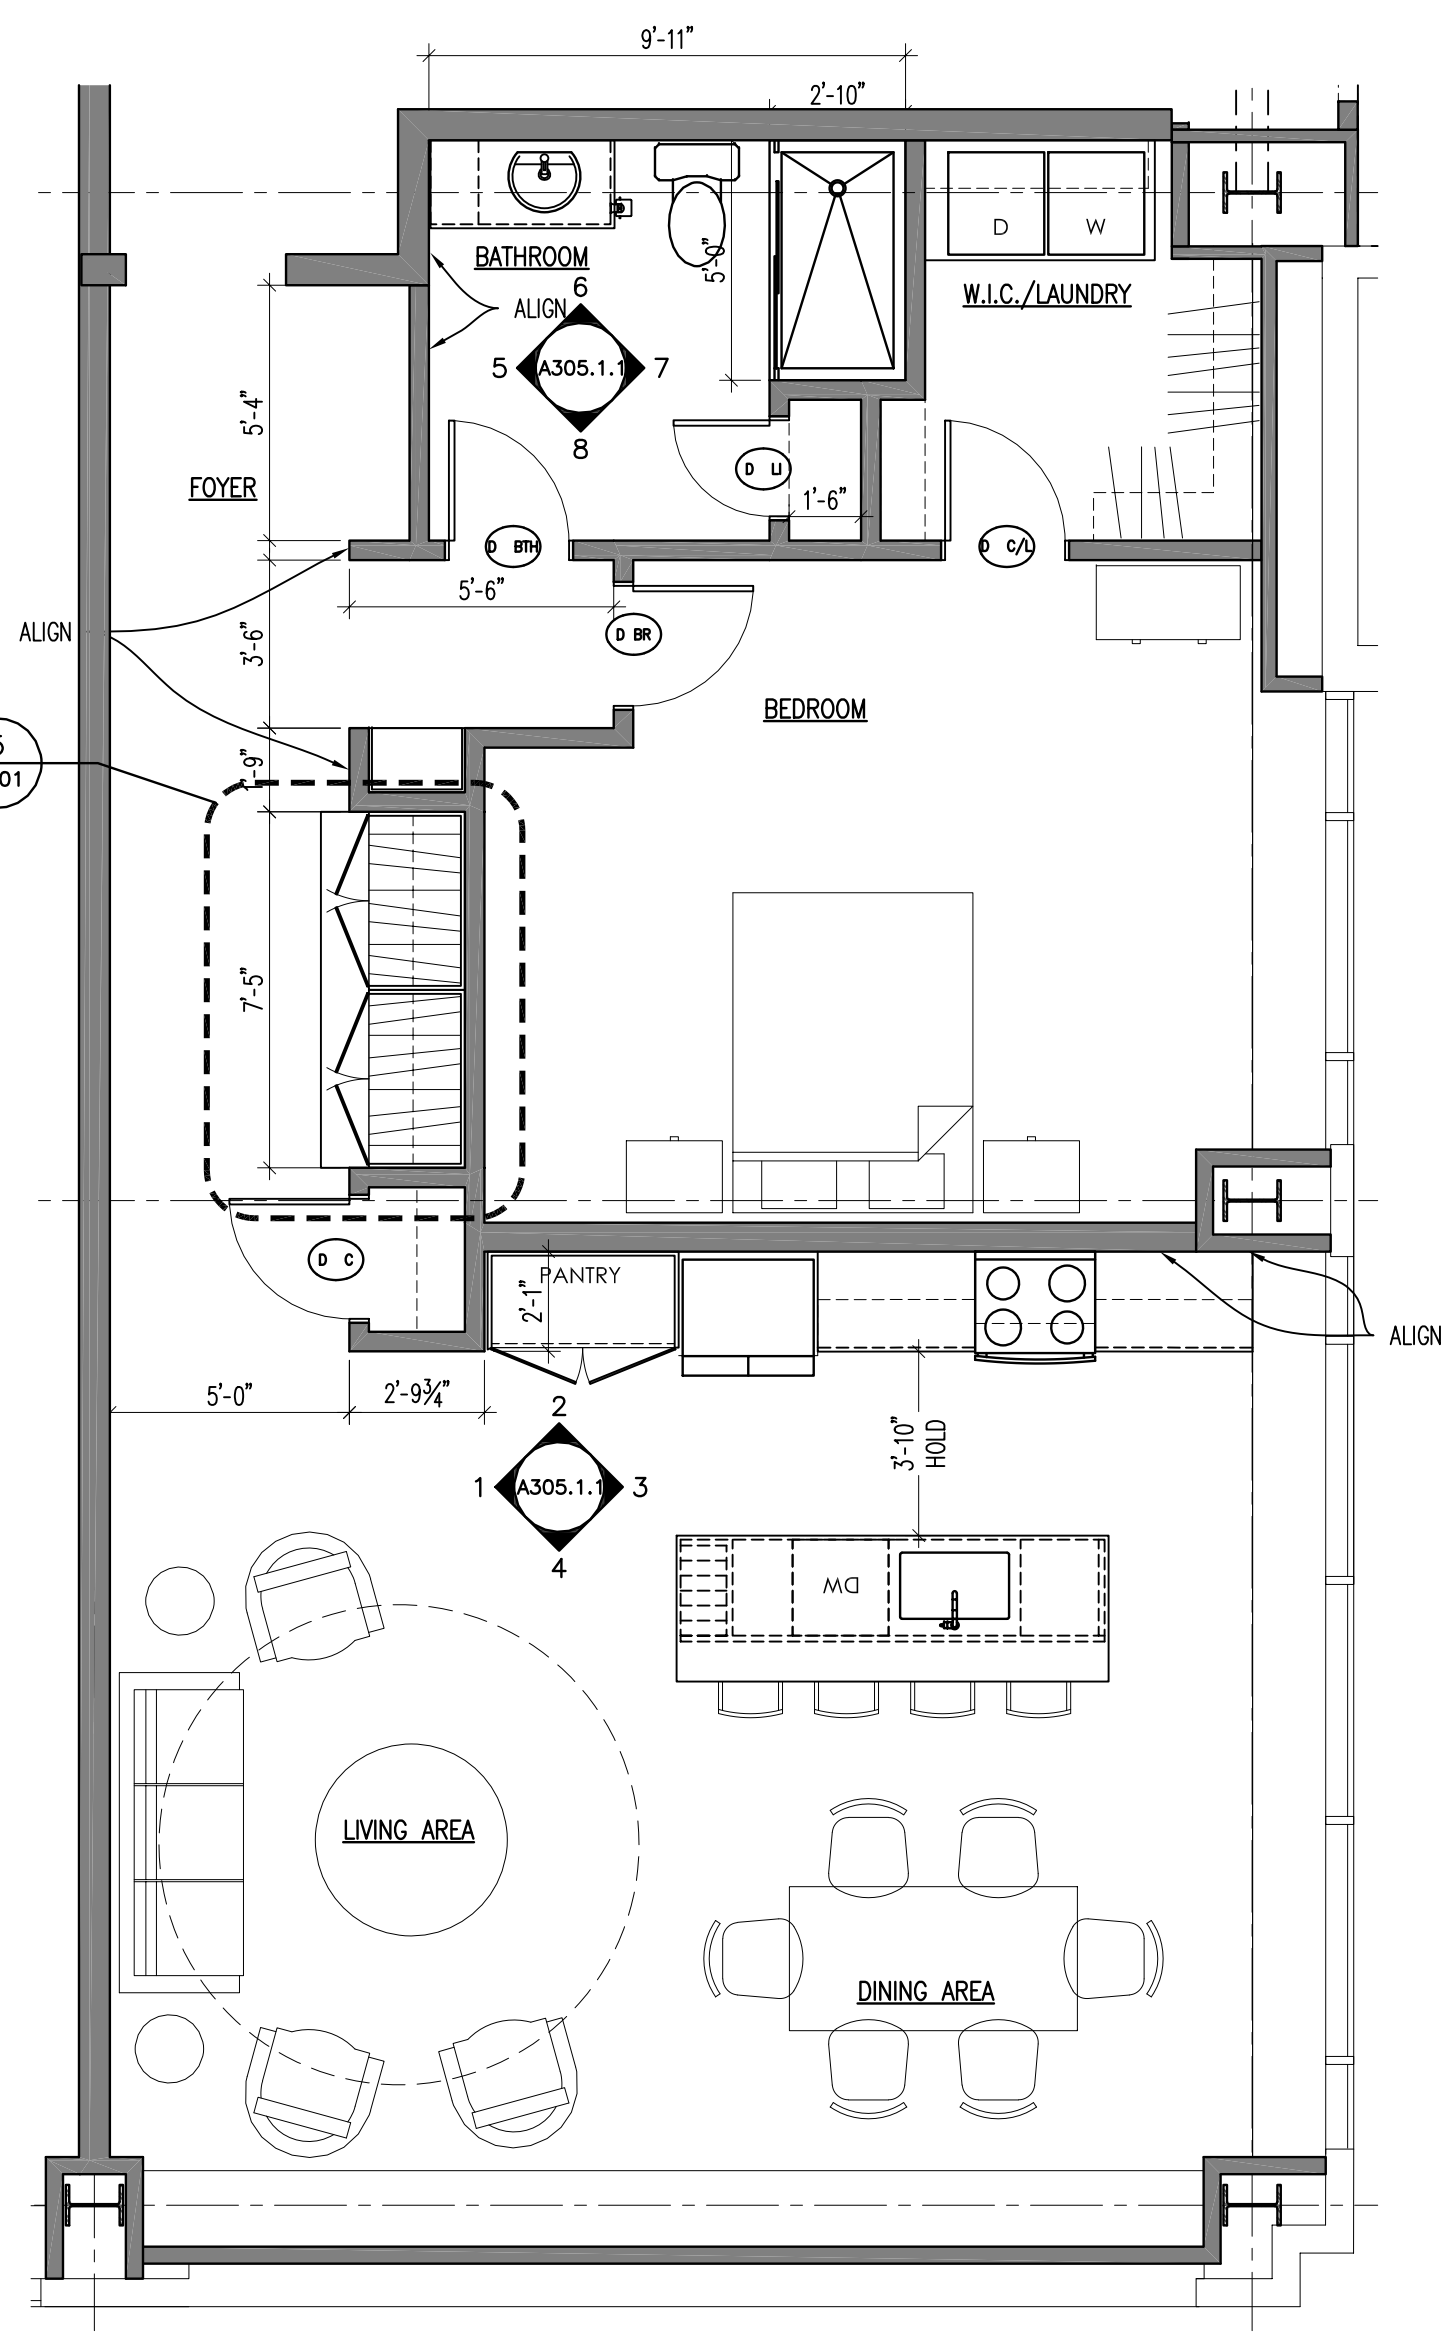 9'-11"
2'-10"
D
W
BATHROOM
5'-0"
W.I.C./LAUNDRY
6
ALIGN
5
A305.1.1
7
8
5'-4"
D LI
FOYER
1'-6"
D BTH
D C/L
5'-6"
ALIGN
3'-6"
D BR
BEDROOM
01
7'-5"
D C
PANTRY
2'-1"
ALIGN
5'-0"
2'-9¾"
2
3'-10"
HOLD
1
A305.1.1
3
4
DW
LIVING AREA
DINING AREA